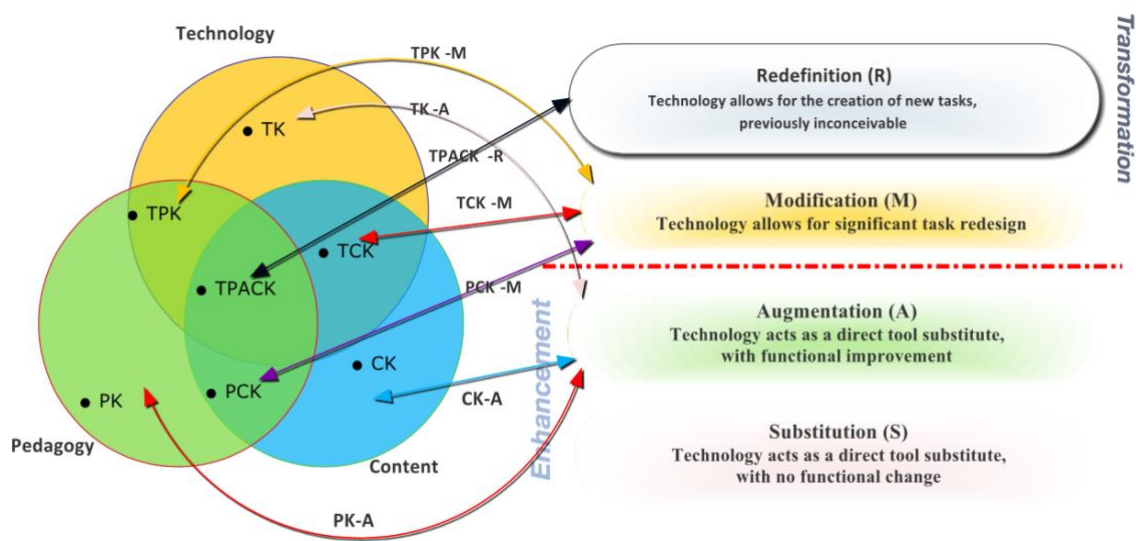 Technology
TPK -M
TK
TK -A
TPACK -R
TPK
TCK -M
TCK
TPACK
PCK -M
CK
PCK
PK
CK-A
Pedagogy
Content
PK-A
Redefinition (R)
Technology allows for the creation of new tasks,
previously inconceivable
Transformation
Modification (M)
Technology allows for significant task redesign
Enhancement
Augmentation (A)
Technology acts as a direct tool substitute,
with functional improvement
Substitution (S)
Technology acts as a direct tool substitute,
with no functional change